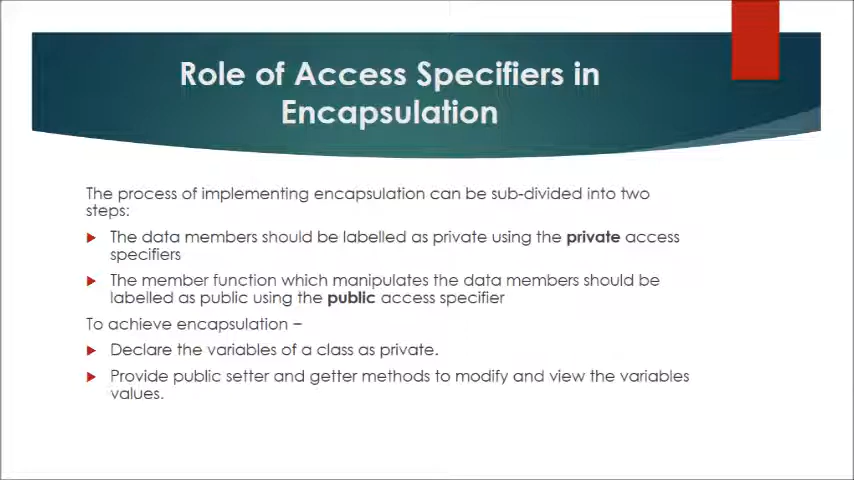 Role of Access Specifiers in
Encapsulation
The process of implementing encapsulation can be sub-divided into two
steps:
The data members should be labelled as private using the private access
specifiers
The member function which manipulates the data members should be
labelled as public using the public access specifier
To achieve encapsulation –
Declare the variables of a class as private.
Provide public setter and getter methods to modify and view the variables
values.